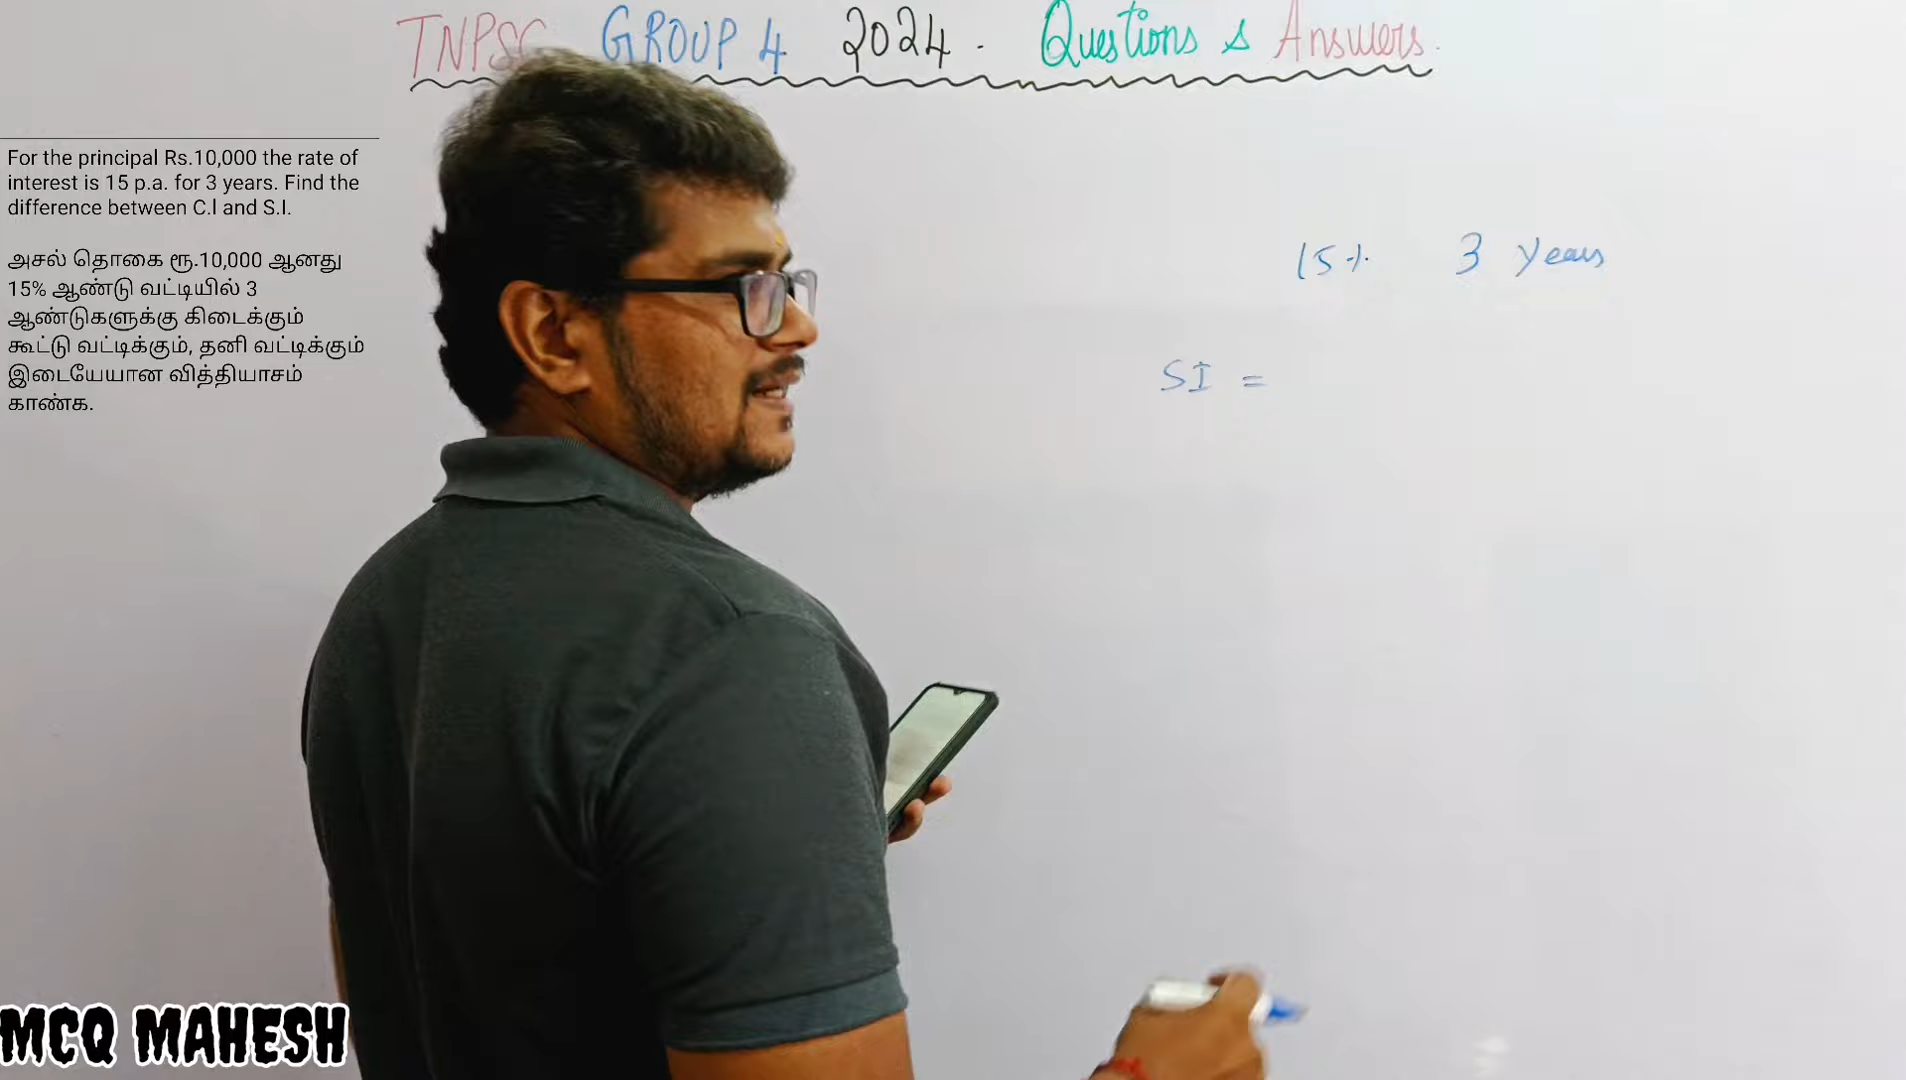 TNPSC GROUP 4 2024. Questions & Answers.
For the principal Rs.10,000 the rate of
interest is 15 p.a. for 3 years. Find the
difference between C.I and S.I.
அசல் தொகை ரூ.10,000 ஆனது
15% ஆண்டு வட்டியில் 3
ஆண்டுகளுக்கு கிடைக்கும்
கூட்டு வட்டிக்கும், தனி வட்டிக்கும்
இடையேயான வித்தியாசம்
காண்க.
15% 3 years
SI =
MCQ MAHESH